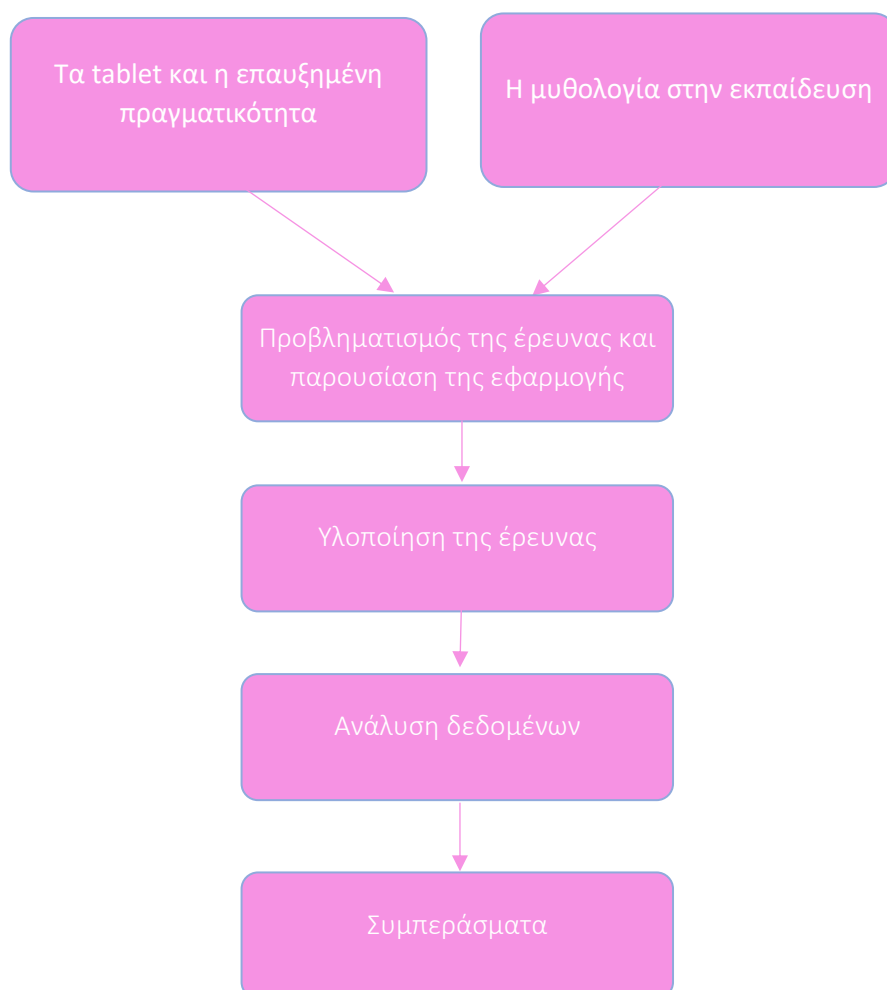 Τα tablet και η επαυξημένη
πραγματικότητα
Η μυθολογία στην εκπαίδευση
Προβληματισμός της έρευνας και
παρουσίαση της εφαρμογής
Υλοποίηση της έρευνας
Ανάλυση δεδομένων
Συμπεράσματα